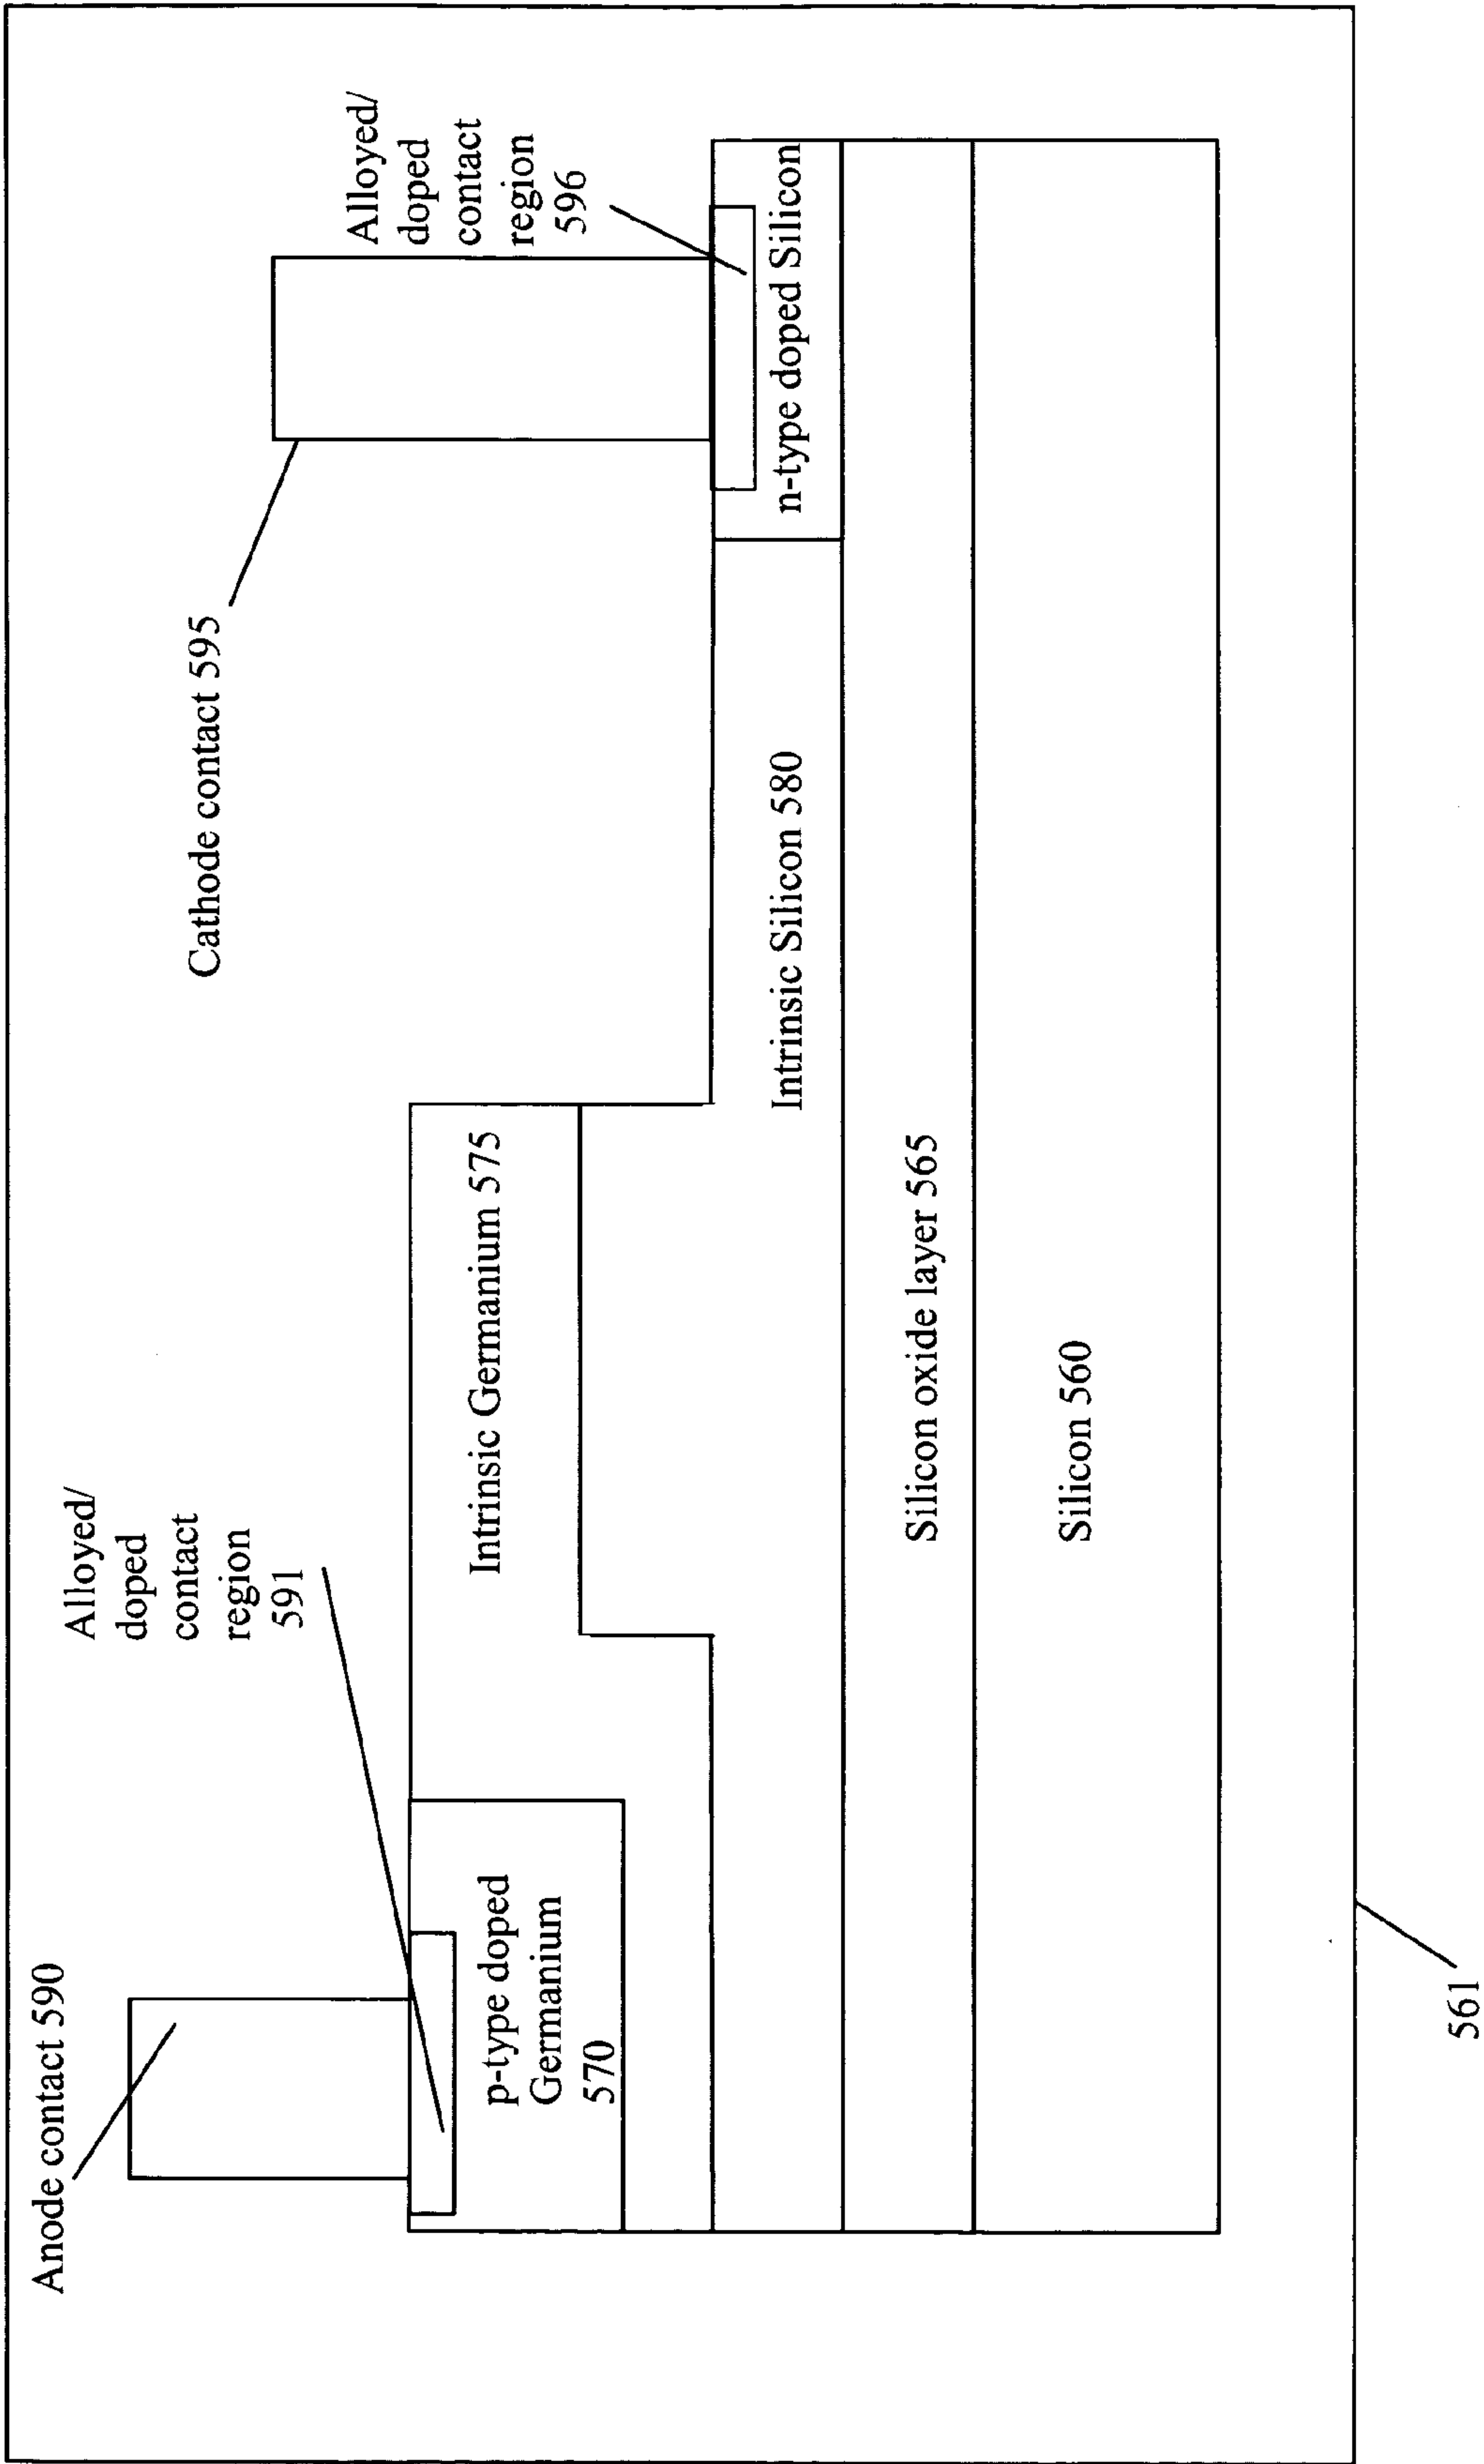 Anode contact 590
Alloyed/
doped
contact
region
591
Cathode contact 595
Alloyed/
doped
contact
region
596
p-type doped
Germanium
570
Intrinsic Germanium 575
Intrinsic Silicon 580
n-type doped Silicon
Silicon oxide layer 565
Silicon 560
561